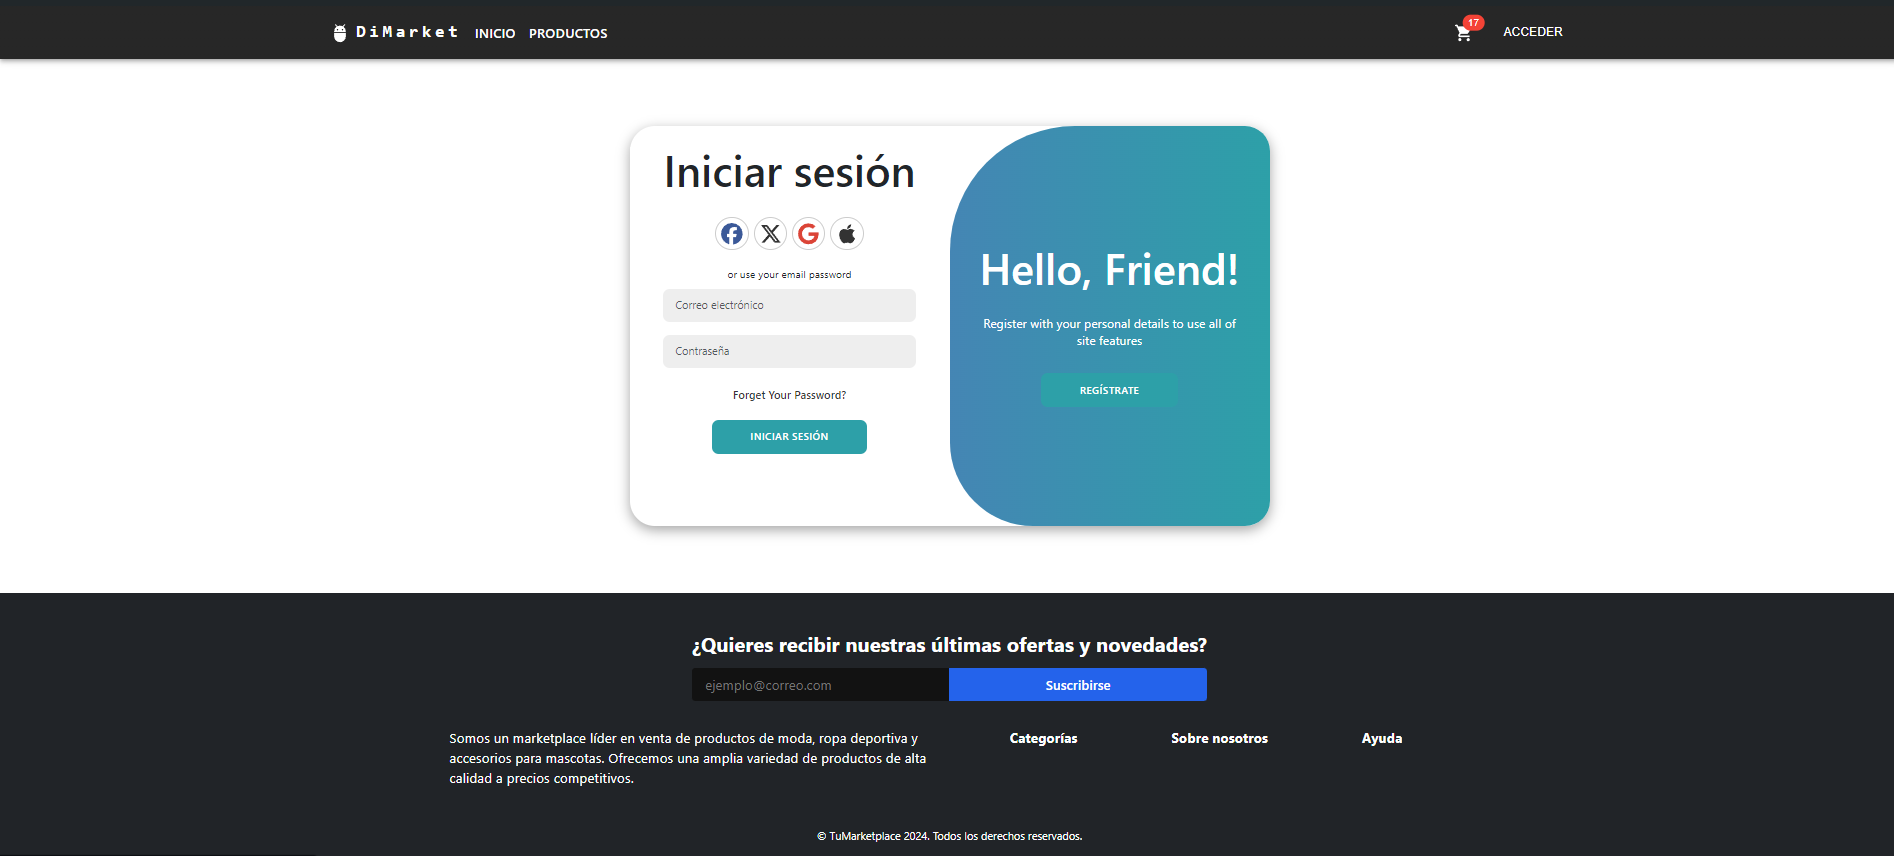 DiMarket INICIO PRODUCTOS 17 ACCEDER
Iniciar sesión
or use your email password
Correo electrónico
Contraseña
Forget Your Password?
INICIAR SESIÓN
Hello, Friend!
Register with your personal details to use all of
site features
REGÍSTRATE
¿Quieres recibir nuestras últimas ofertas y novedades?
ejemplo@correo.com Suscribirse
Somos un marketplace líder en venta de productos de moda, ropa deportiva y
accesorios para mascotas. Ofrecemos una amplia variedad de productos de alta
calidad a precios competitivos.
Categorías Sobre nosotros Ayuda
© TuMarketplace 2024. Todos los derechos reservados.